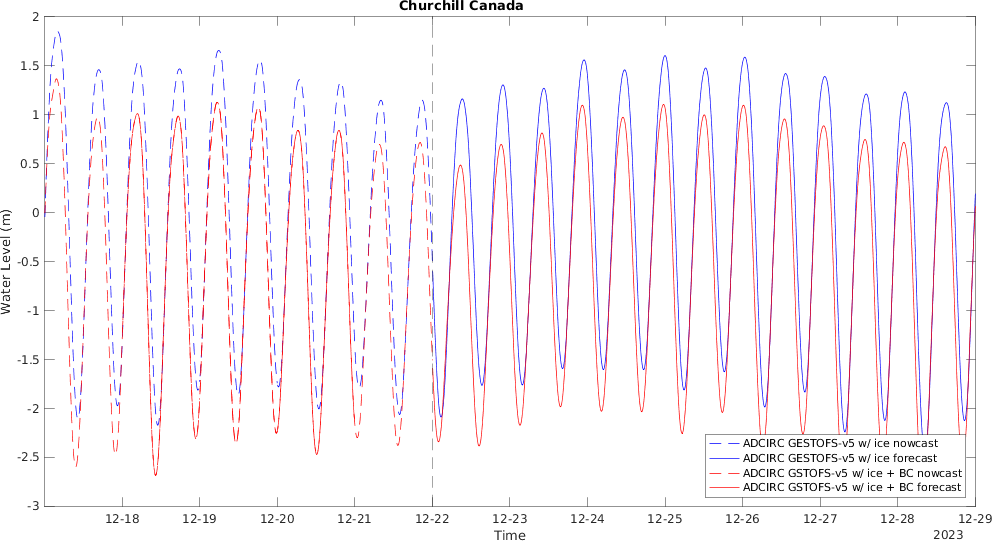 Churchill Canada
2
1.5
1
0.5
0
-0.5
-1
-1.5
-2
-2.5
-3
Water Level (m)
ADCIRC GESTOFS-v5 w/ ice nowcast
ADCIRC GESTOFS-v5 w/ ice forecast
ADCIRC GSTOFS-v5 w/ ice + BC nowcast
ADCIRC GSTOFS-v5 w/ ice + BC forecast
12-18 12-19 12-20 12-21 12-22 12-23 12-24 12-25 12-26 12-27 12-28 12-29
Time
2023